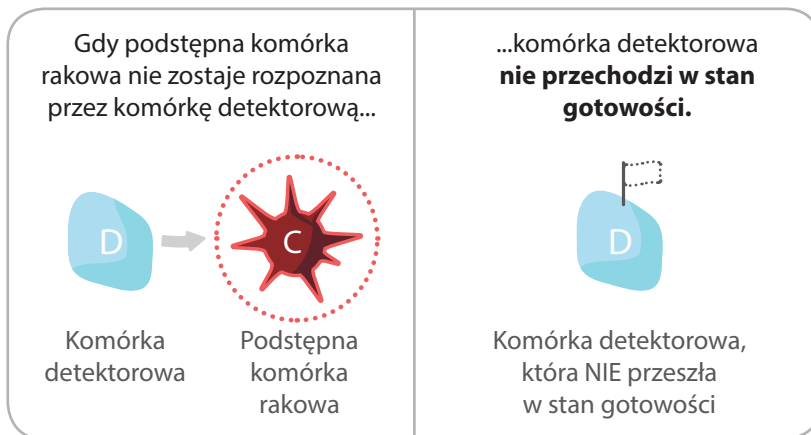 Gdy podstępna komórka
rakowa nie zostaje rozpoznana
przez komórkę detektorową...
D
C
Komórka
detektorowa
Podstępna
komórka
rakowa
...komórka detektorowa
nie przechodzi w stan
gotowości.
D
Komórka detektorowa,
która NIE przeszła
w stan gotowości